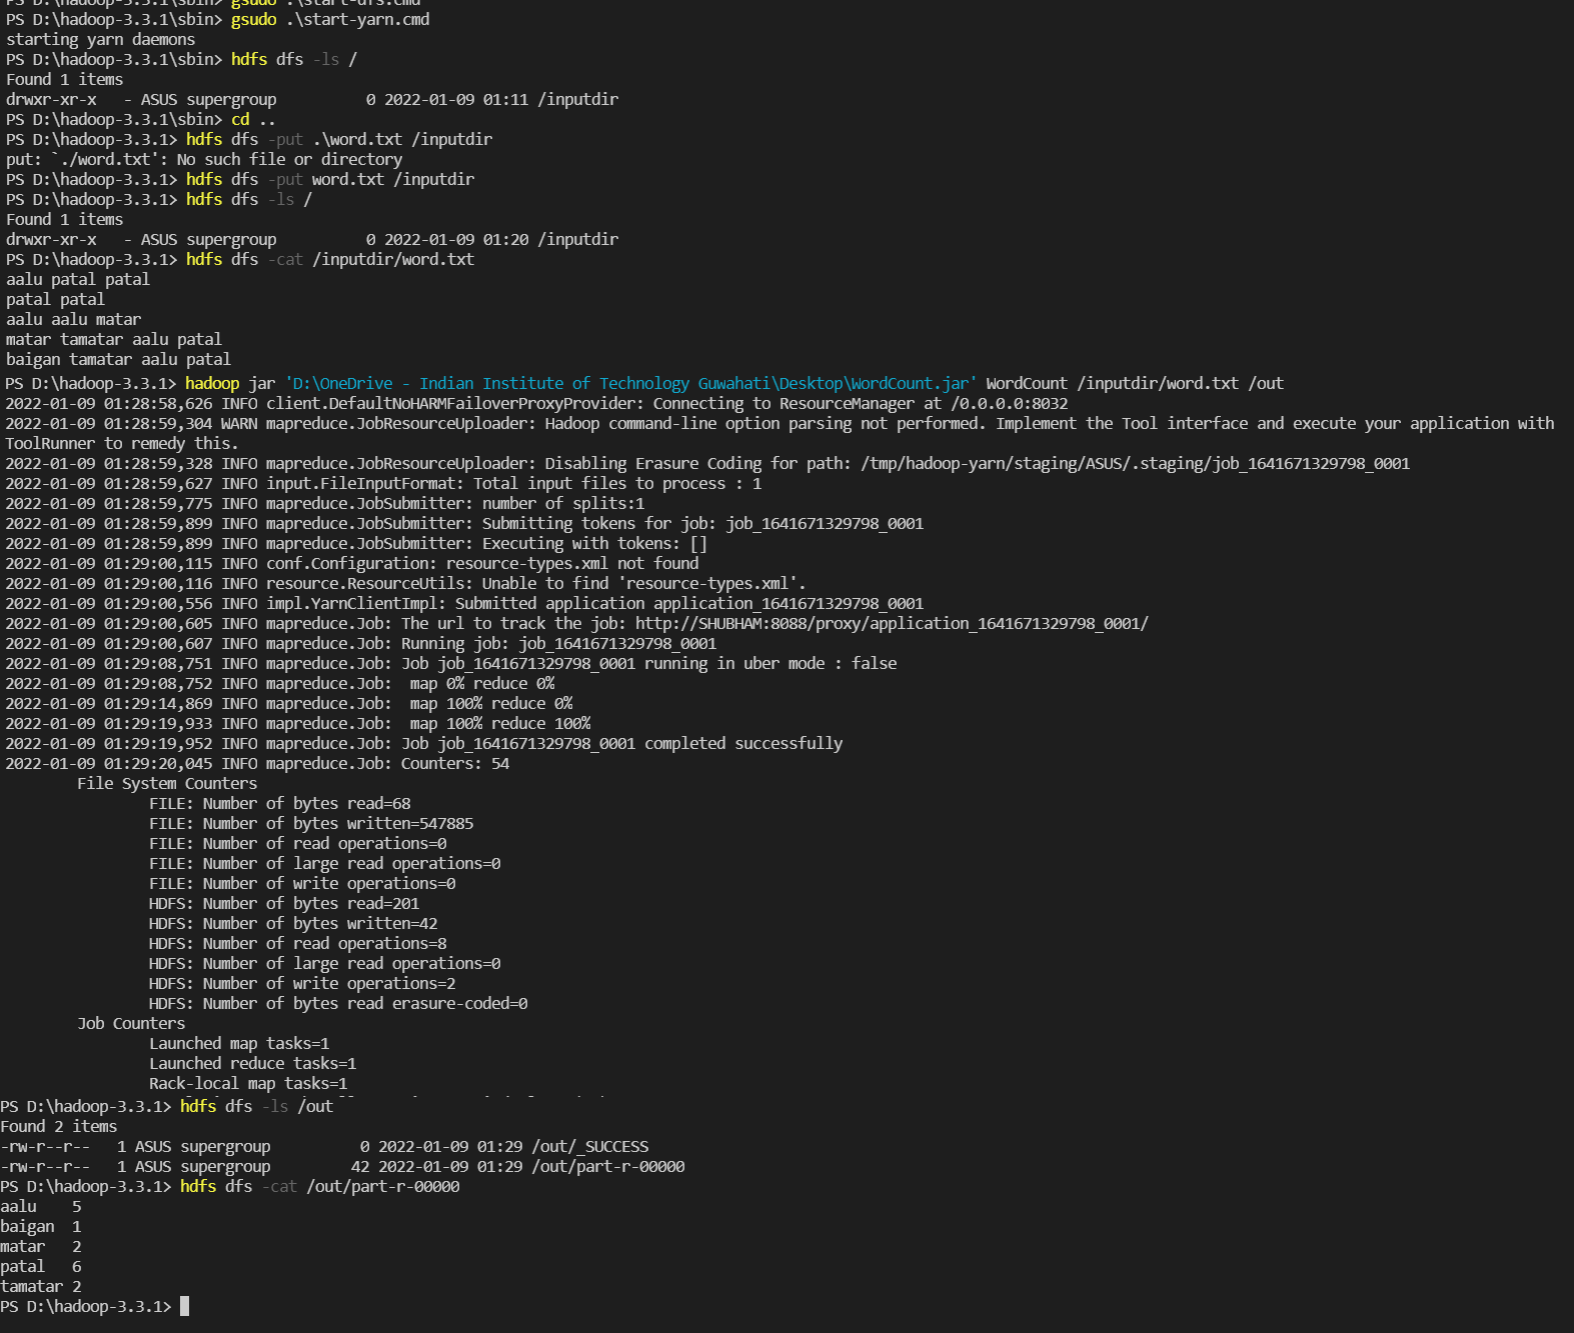 PS D:\hadoop-3.3.1\sbin> gsudo .\start-dfs.cmd
PS D:\hadoop-3.3.1\sbin> gsudo .\start-yarn.cmd
starting yarn daemons
PS D:\hadoop-3.3.1\sbin> hdfs dfs -ls /
Found 1 items
drwxr-xr-x   - ASUS supergroup          0 2022-01-09 01:11 /inputdir
PS D:\hadoop-3.3.1\sbin> cd ..
PS D:\hadoop-3.3.1> hdfs dfs -put .\word.txt /inputdir
put: `./word.txt': No such file or directory
PS D:\hadoop-3.3.1> hdfs dfs -put word.txt /inputdir
PS D:\hadoop-3.3.1> hdfs dfs -ls /
Found 1 items
drwxr-xr-x   - ASUS supergroup          0 2022-01-09 01:20 /inputdir
PS D:\hadoop-3.3.1> hdfs dfs -cat /inputdir/word.txt
aalu patal patal
patal patal
aalu aalu matar
matar tamatar aalu patal
baigan tamatar aalu patal
PS D:\hadoop-3.3.1> hadoop jar 'D:\OneDrive - Indian Institute of Technology Guwahati\Desktop\WordCount.jar' WordCount /inputdir/word.txt /out
2022-01-09 01:28:58,626 INFO client.DefaultNoHARMFailoverProxyProvider: Connecting to ResourceManager at /0.0.0.0:8032
2022-01-09 01:28:59,304 WARN mapreduce.JobResourceUploader: Hadoop command-line option parsing not performed. Implement the Tool interface and execute your application with
ToolRunner to remedy this.
2022-01-09 01:28:59,328 INFO mapreduce.JobResourceUploader: Disabling Erasure Coding for path: /tmp/hadoop-yarn/staging/ASUS/.staging/job_1641671329798_0001
2022-01-09 01:28:59,627 INFO input.FileInputFormat: Total input files to process : 1
2022-01-09 01:28:59,775 INFO mapreduce.JobSubmitter: number of splits:1
2022-01-09 01:28:59,899 INFO mapreduce.JobSubmitter: Submitting tokens for job: job_1641671329798_0001
2022-01-09 01:28:59,899 INFO mapreduce.JobSubmitter: Executing with tokens: []
2022-01-09 01:29:00,115 INFO conf.Configuration: resource-types.xml not found
2022-01-09 01:29:00,116 INFO resource.ResourceUtils: Unable to find 'resource-types.xml'.
2022-01-09 01:29:00,556 INFO impl.YarnClientImpl: Submitted application application_1641671329798_0001
2022-01-09 01:29:00,605 INFO mapreduce.Job: The url to track the job: http://SHUBHAM:8088/proxy/application_1641671329798_0001/
2022-01-09 01:29:00,607 INFO mapreduce.Job: Running job: job_1641671329798_0001
2022-01-09 01:29:08,751 INFO mapreduce.Job: Job job_1641671329798_0001 running in uber mode : false
2022-01-09 01:29:08,752 INFO mapreduce.Job:  map 0% reduce 0%
2022-01-09 01:29:14,869 INFO mapreduce.Job:  map 100% reduce 0%
2022-01-09 01:29:19,933 INFO mapreduce.Job:  map 100% reduce 100%
2022-01-09 01:29:19,952 INFO mapreduce.Job: Job job_1641671329798_0001 completed successfully
2022-01-09 01:29:20,045 INFO mapreduce.Job: Counters: 54
        File System Counters
                FILE: Number of bytes read=68
                FILE: Number of bytes written=547885
                FILE: Number of read operations=0
                FILE: Number of large read operations=0
                FILE: Number of write operations=0
                HDFS: Number of bytes read=201
                HDFS: Number of bytes written=42
                HDFS: Number of read operations=8
                HDFS: Number of large read operations=0
                HDFS: Number of write operations=2
                HDFS: Number of bytes read erasure-coded=0
        Job Counters
                Launched map tasks=1
                Launched reduce tasks=1
                Rack-local map tasks=1
PS D:\hadoop-3.3.1> hdfs dfs -ls /out
Found 2 items
-rw-r--r--   1 ASUS supergroup          0 2022-01-09 01:29 /out/_SUCCESS
-rw-r--r--   1 ASUS supergroup         42 2022-01-09 01:29 /out/part-r-00000
PS D:\hadoop-3.3.1> hdfs dfs -cat /out/part-r-00000
aalu    5
baigan  1
matar   2
patal   6
tamatar 2
PS D:\hadoop-3.3.1>